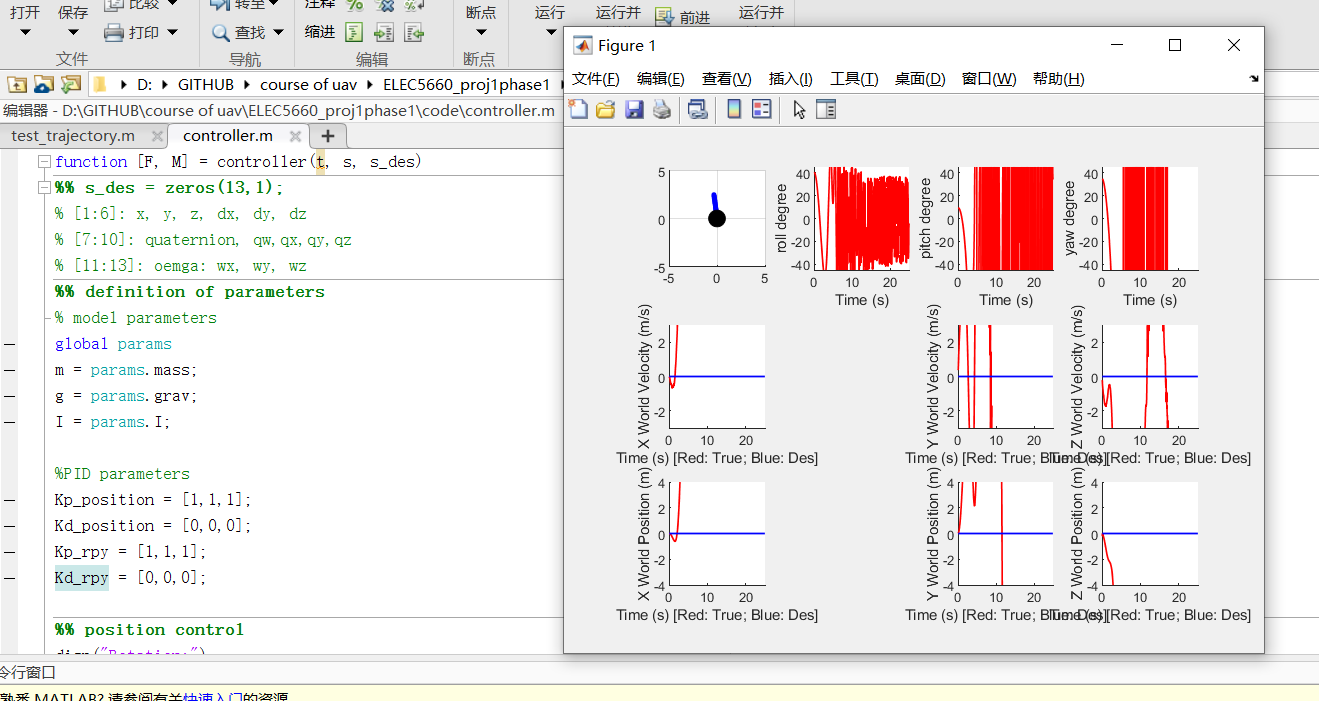 打开 保存 比较 打印
文件
转至
查找
导航
注释
缩进
编辑
断点
断点
运行 运行并 前进 运行并
D: GITHUB course of uav ELEC5660_proj1phase1
编辑器 - D:\GITHUB\course of uav\ELEC5660_proj1phase1\code\controller.m
test_trajectory.m controller.m
function [F, M] = controller(t, s, s_des)
%% s_des = zeros(13,1);
% [1:6]: x, y, z, dx, dy, dz
% [7:10]: quaternion, qw,qx,qy,qz
% [11:13]: oemga: wx, wy, wz
%% definition of parameters
% model parameters
global params
m = params.mass;
g = params.grav;
I = params.I;
%PID parameters
Kp_position = [1,1,1];
Kd_position = [0,0,0];
Kp_rpy = [1,1,1];
Kd_rpy = [0,0,0];
%% position control
disp("Rotation:")
令行窗口
熟悉 MATLAB? 请参阅有关快速入门的资源
Figure 1
文件(F) 编辑(E) 查看(V) 插入(I) 工具(T) 桌面(D) 窗口(W) 帮助(H)
5
0
-5
-5 0 5
roll degree
40
20
0
-20
-40
0 10 20
Time (s)
pitch degree
40
20
0
-20
-40
0 10 20
Time (s)
yaw degree
40
20
0
-20
-40
0 10 20
Time (s)
X World Velocity (m/s)
2
0
-2
0 10 20
Time (s) [Red: True; Blue: Des]
Y World Velocity (m/s)
2
0
-2
0 10 20
Time (s) [Red: True; Blue: Des]
Z World Velocity (m/s)
2
0
-2
0 10 20
Time (s) [Red: True; Blue: Des]
X World Position (m)
4
2
0
-2
-4
0 10 20
Time (s) [Red: True; Blue: Des]
Y World Position (m)
4
2
0
-2
-4
0 10 20
Time (s) [Red: True; Blue: Des]
Z World Position (m)
4
2
0
-2
-4
0 10 20
Time (s) [Red: True; Blue: Des]